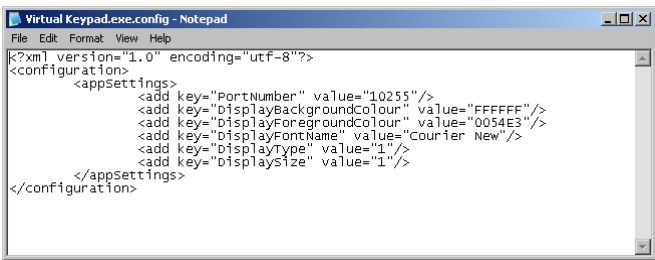 Virtual Keypad.exe.config - Notepad
File Edit Format View Help
<?xml version="1.0" encoding="utf-8"?>
<configuration>
<appSettings>
<add key="PortNumber" value="10255"/>
<add key="DisplayBackgroundColour" value="FFFFFF"/>
<add key="DisplayForegroundColour" value="0054E3"/>
<add key="DisplayFontName" value="Courier New"/>
<add key="DisplayType" value="1"/>
<add key="DisplaySize" value="1"/>
</appSettings>
</configuration>